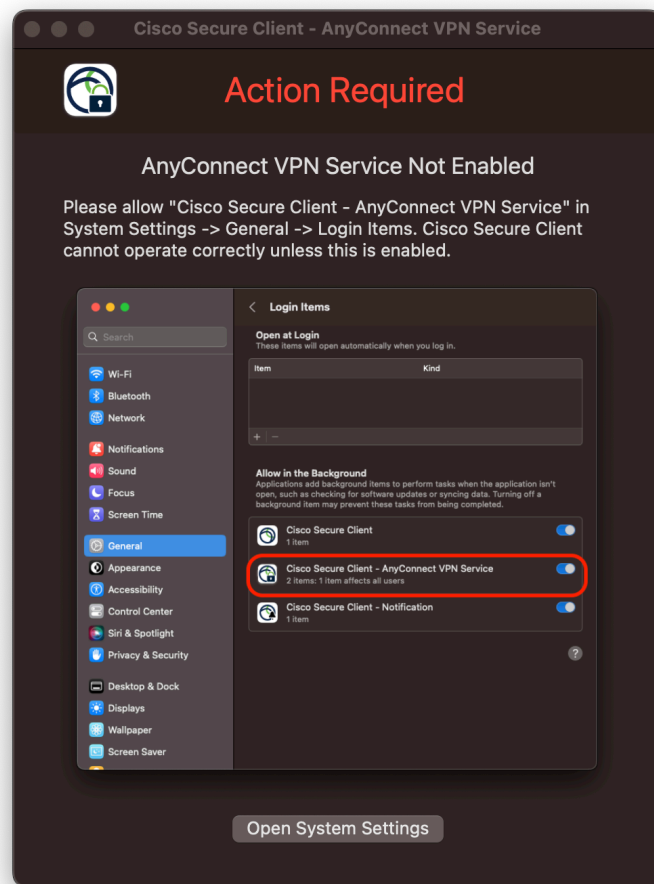 Cisco Secure Client - AnyConnect VPN Service
Action Required
AnyConnect VPN Service Not Enabled
Please allow "Cisco Secure Client - AnyConnect VPN Service" in
System Settings -> General -> Login Items. Cisco Secure Client
cannot operate correctly unless this is enabled.
Search
Wi-Fi
Bluetooth
Network
Notifications
Sound
Focus
Screen Time
General
Appearance
Accessibility
Control Center
Siri & Spotlight
Privacy & Security
Desktop & Dock
Displays
Wallpaper
Screen Saver
Login Items
Open at Login
These items will open automatically when you log in.
Item Kind
+ −
Allow in the Background
Applications add background items to perform tasks when the application isn't
open, such as checking for software updates or syncing data. Turning off a
background item may prevent these tasks from being completed.
Cisco Secure Client
1 item
Cisco Secure Client - AnyConnect VPN Service
2 items: 1 item affects all users
Cisco Secure Client - Notification
1 item
?
Open System Settings